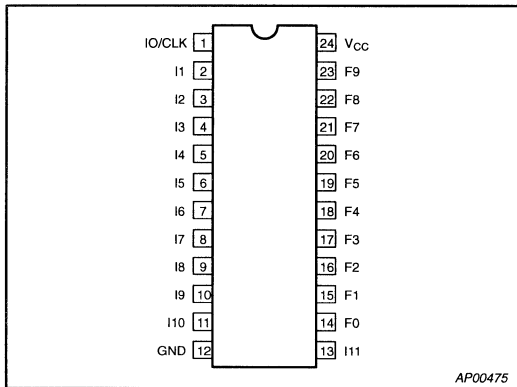 IO/CLK 1 24 VCC
I1 2 23 F9
I2 3 22 F8
I3 4 21 F7
I4 5 20 F6
I5 6 19 F5
I6 7 18 F4
I7 8 17 F3
I8 9 16 F2
I9 10 15 F1
I10 11 14 F0
GND 12 13 I11
AP00475